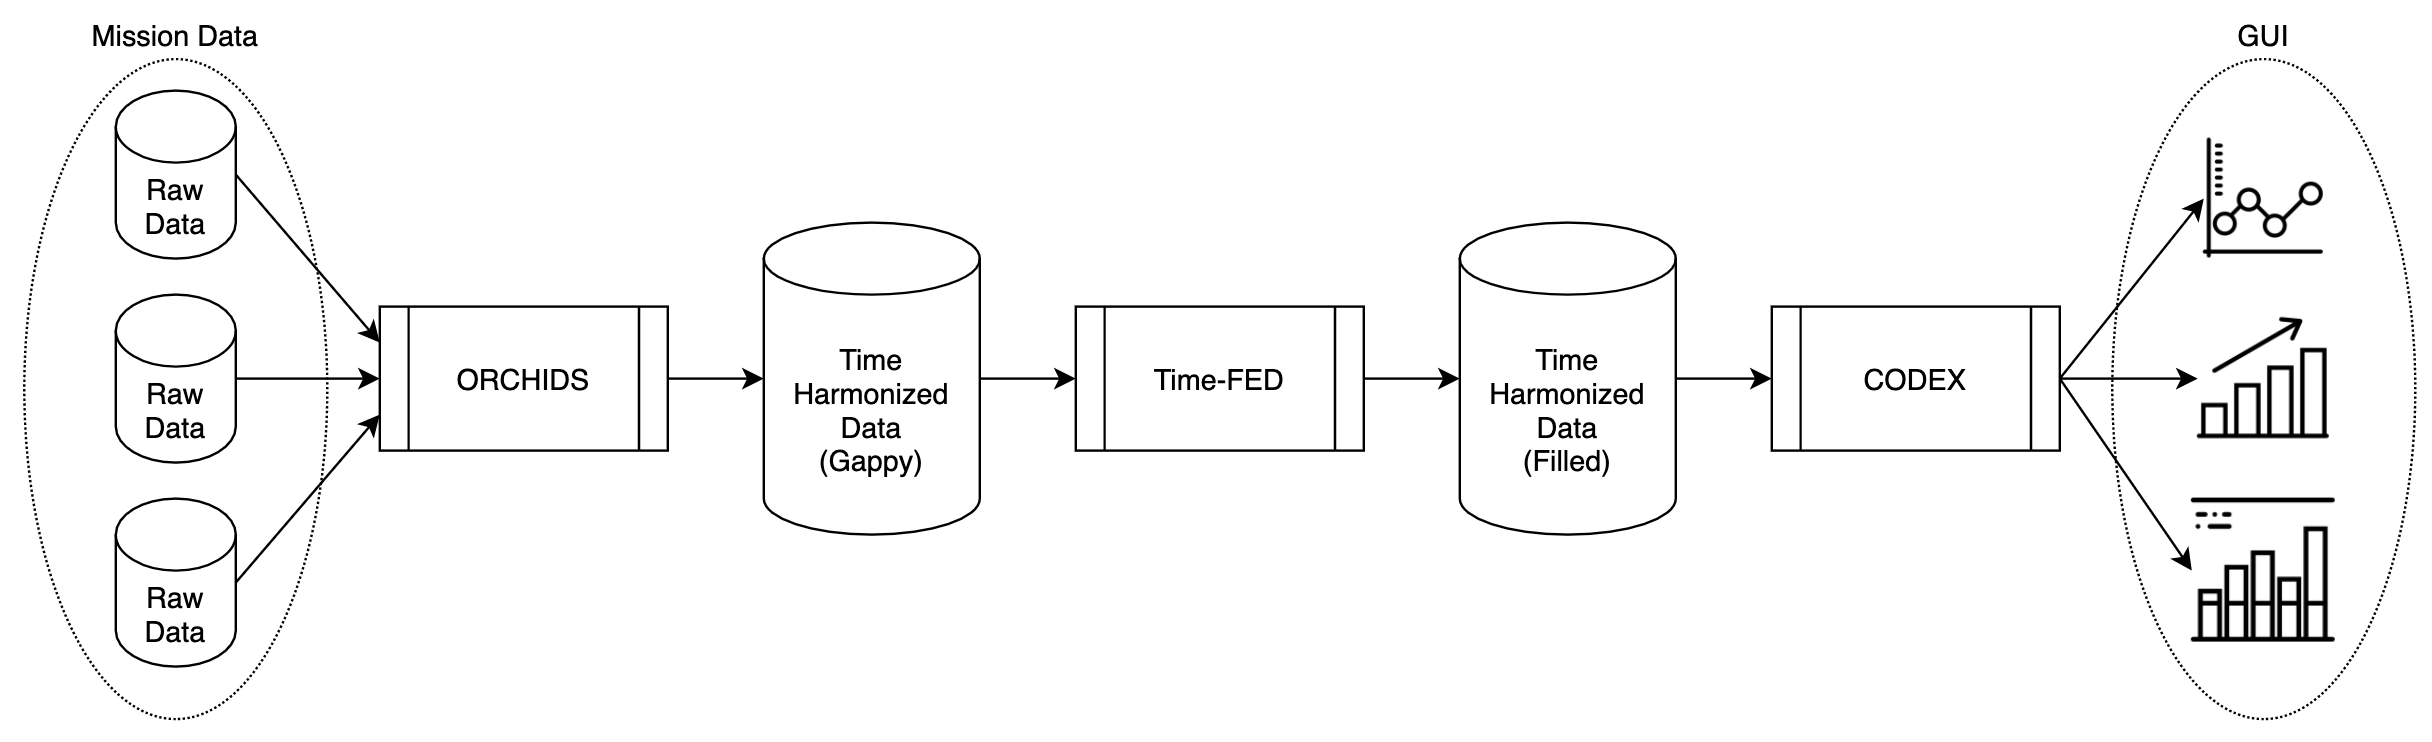 Mission Data
GUI
Raw
Data
Raw
Data
Raw
Data
ORCHIDS
Time
Harmonized
Data
(Gappy)
Time-FED
Time
Harmonized
Data
(Filled)
CODEX